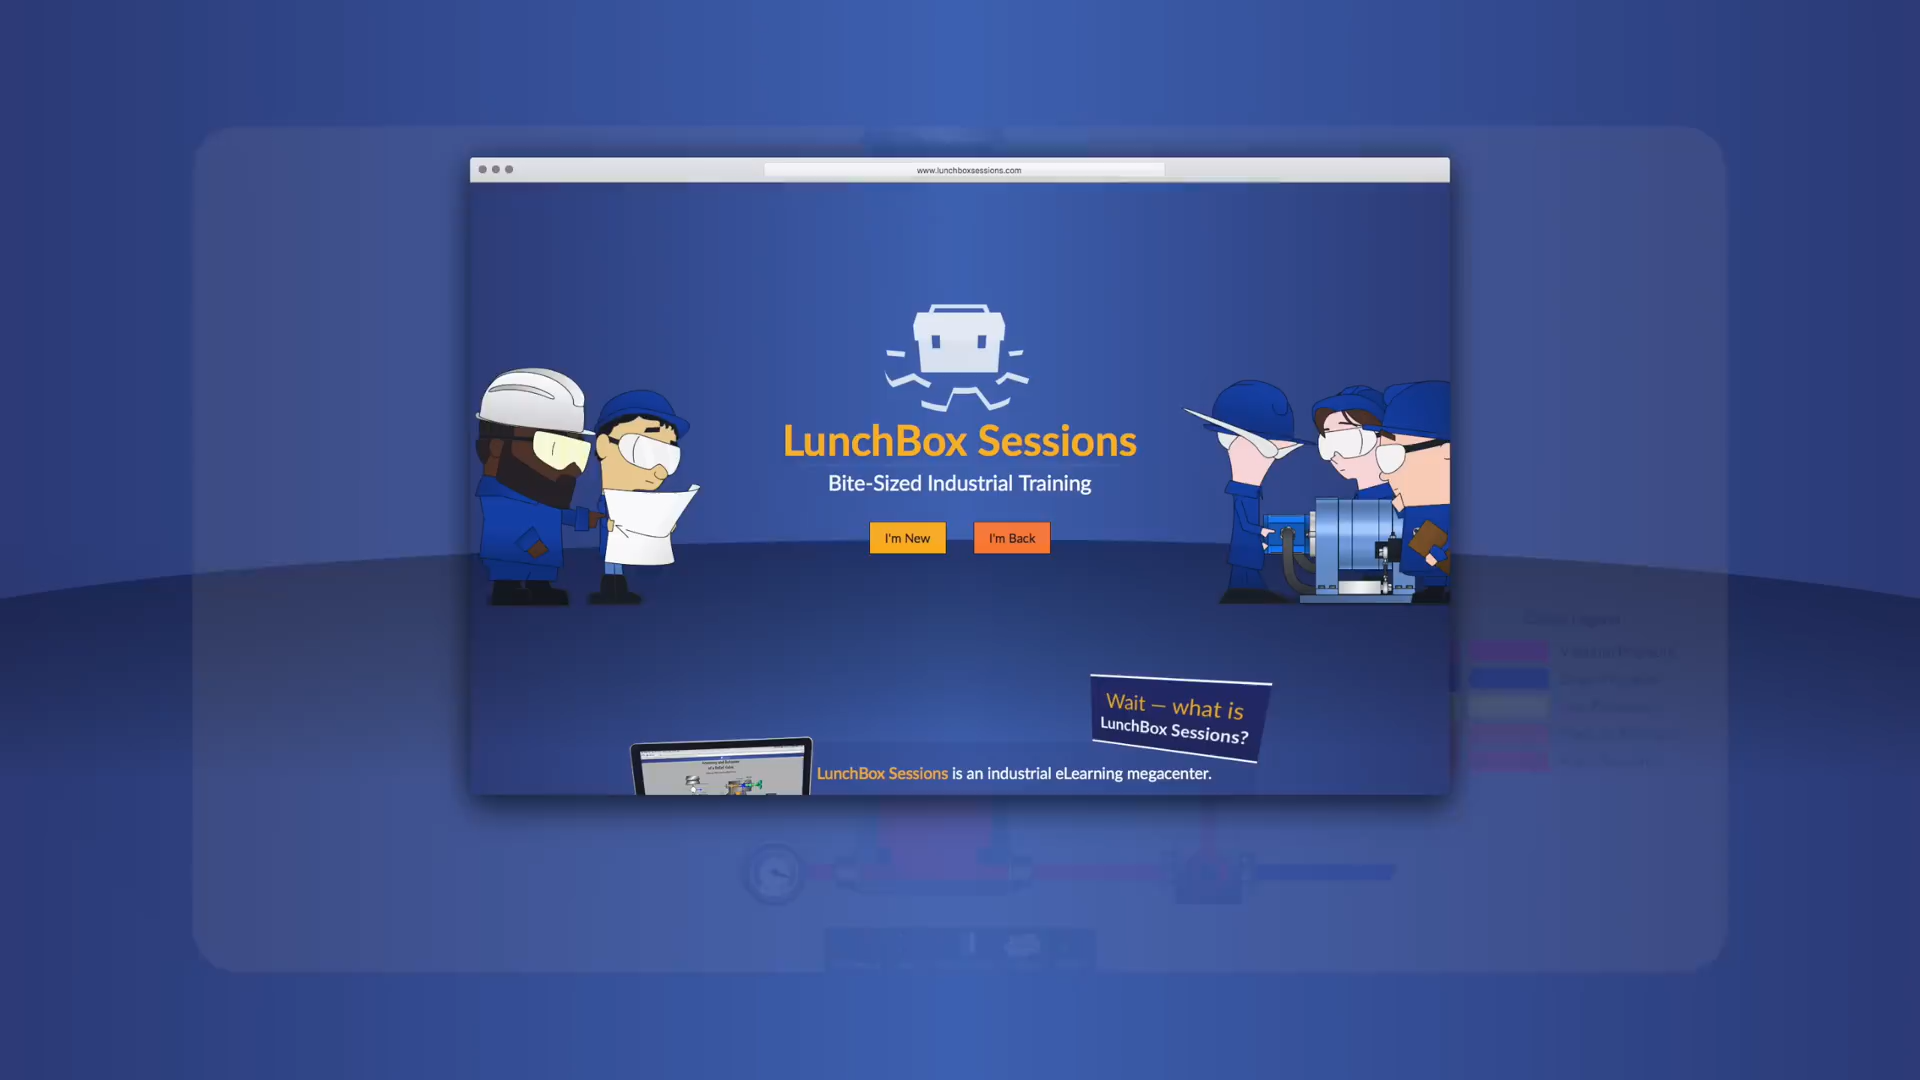 www.lunchboxsessions.com
LunchBox Sessions
Bite-Sized Industrial Training
I'm New
I'm Back
Wait – what is
LunchBox Sessions?
LunchBox Sessions is an industrial eLearning megacenter.